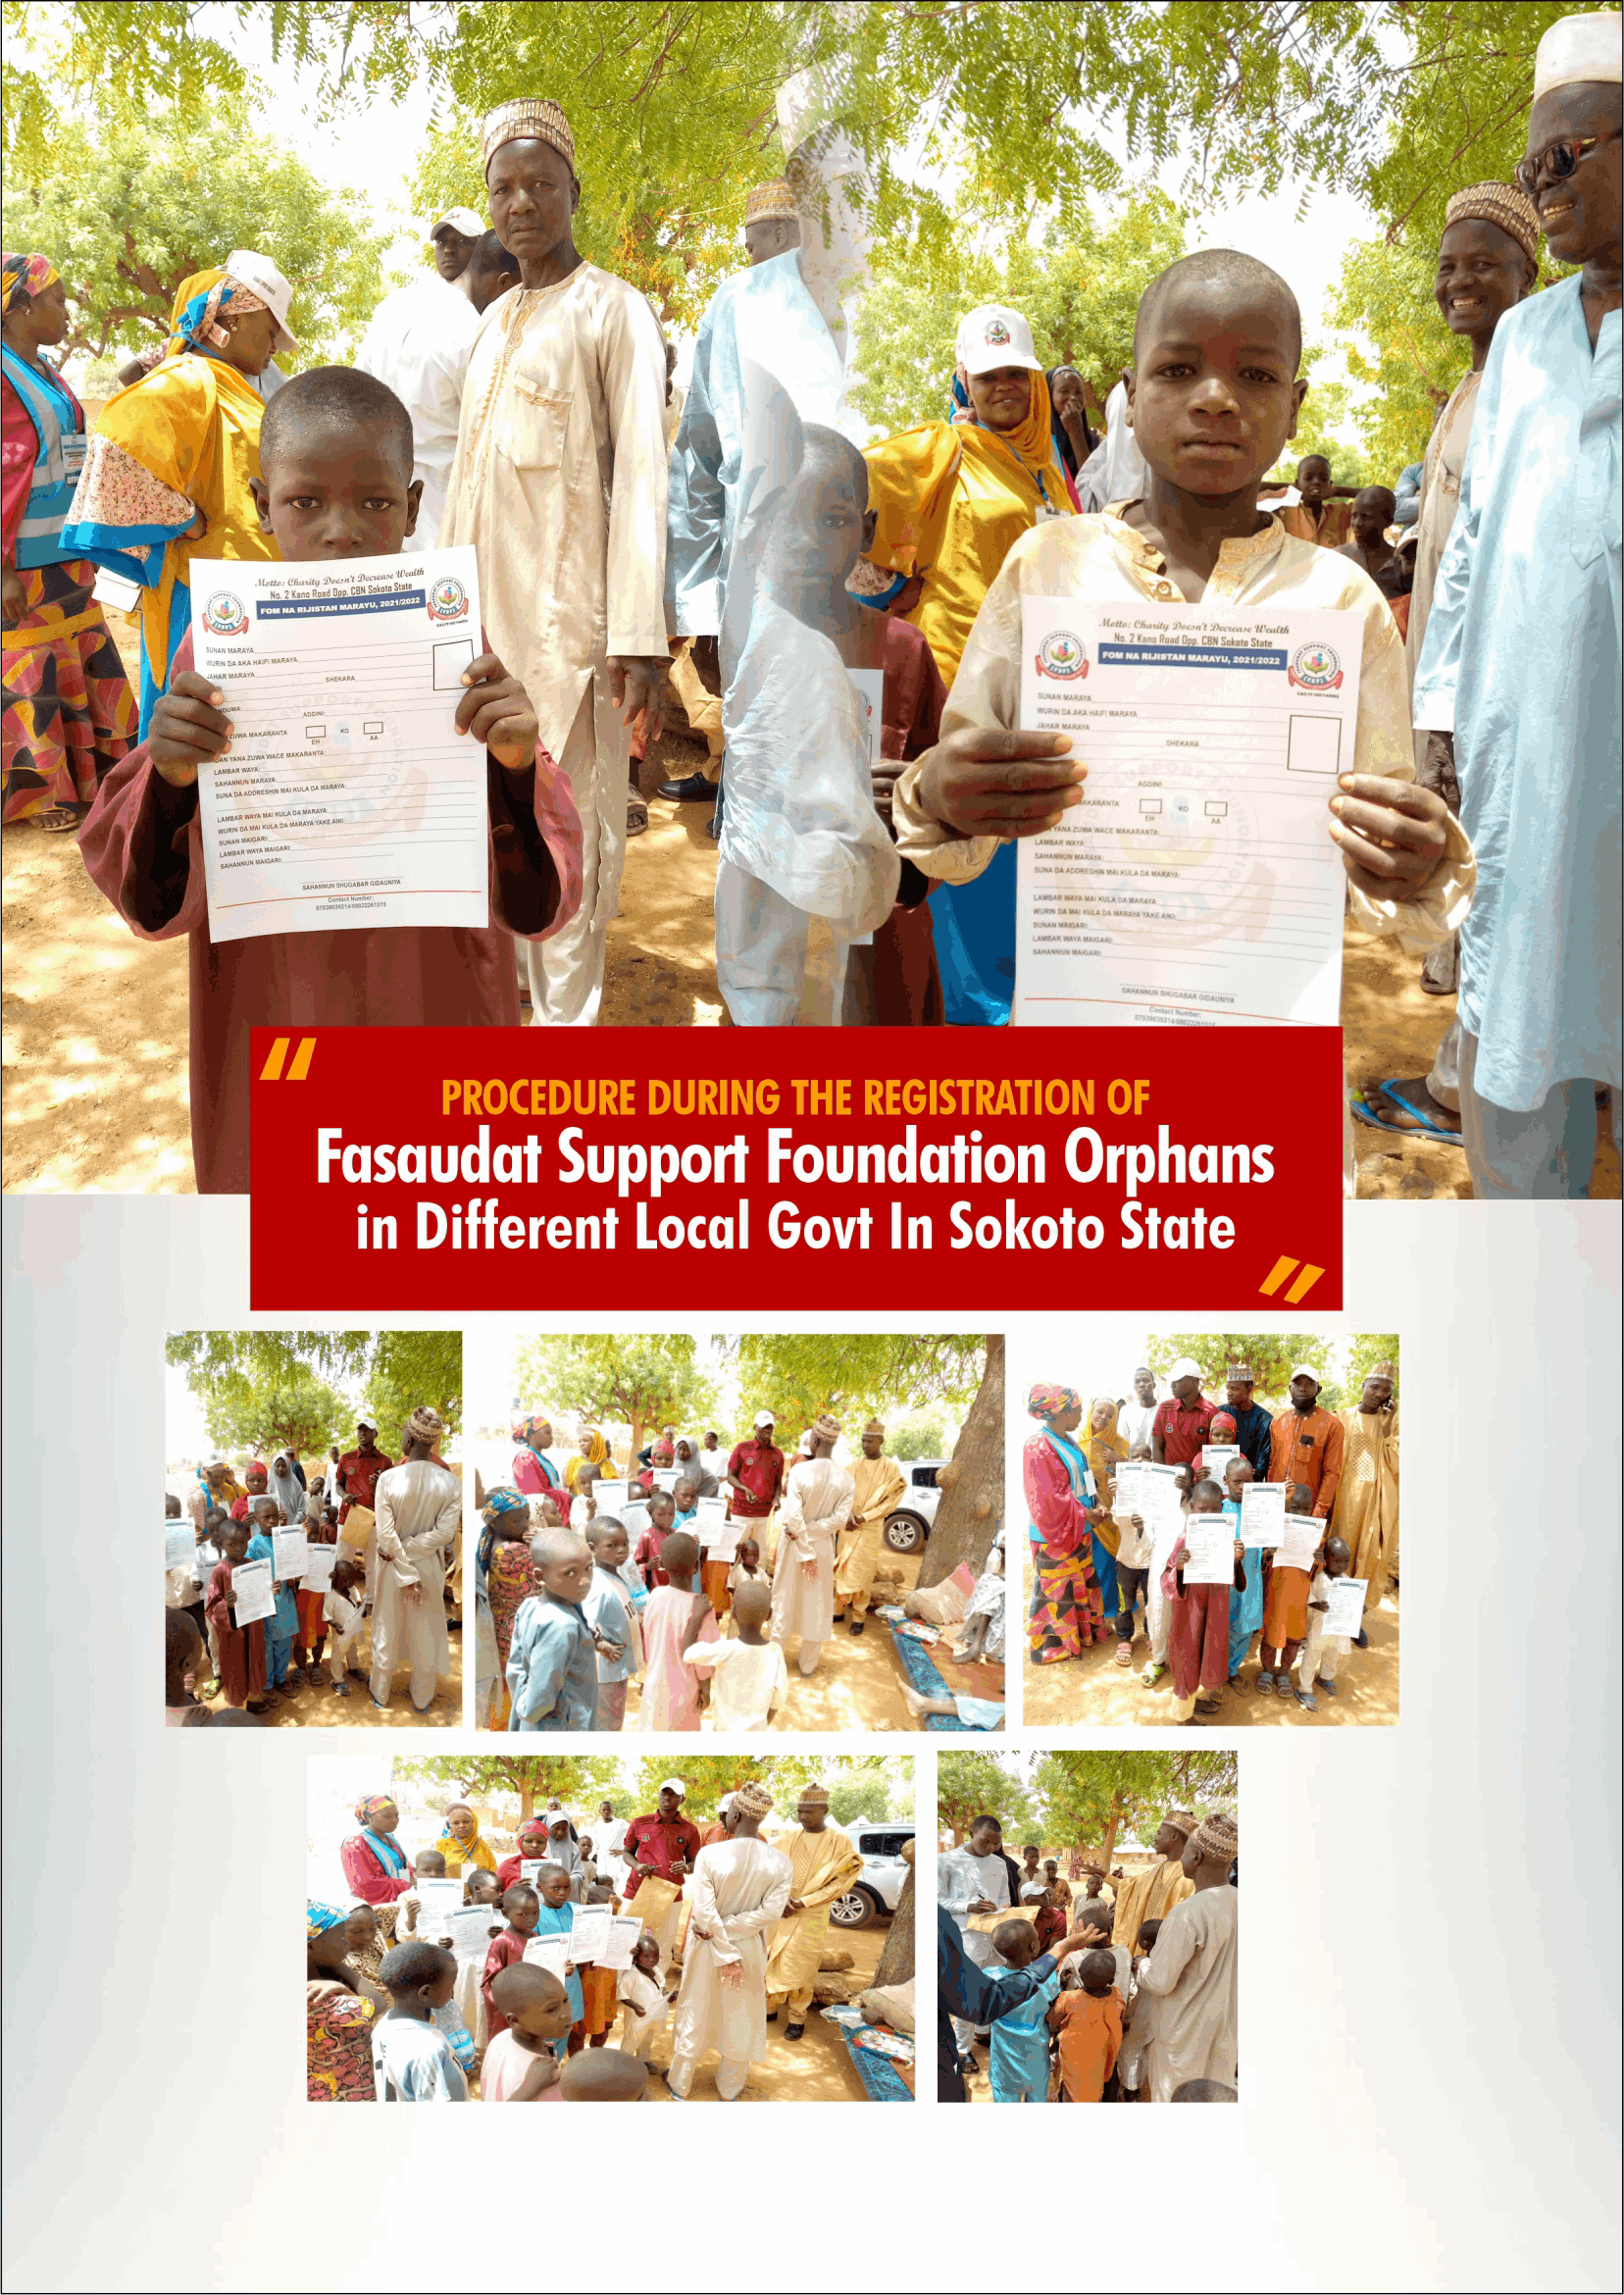 Motto: Charity Doesn't Decrease Wealth
No. 2 Kano Road Opp. CBN Sokoto State
FOM NA RIJISTAN MARAYU, 2021/2022
SUNAN MARAYA
WURIN DA AKA HAIFI MARAYA
JAHAR MARAYA
SHEKARA
ADDINI:
ZUWA MAKARANTA
EH
KO
AA
YANA ZUWA WACE MAKARANTA:
LAMBAR WAYA:
SAHANNUN MARAYA:
SUNA DA ADDRESHIN MAI KULA DA MARAYA:
LAMBAR WAYA MAI KULA DA MARAYA:
WURIN DA MAI KULA DA MARAYA YAKE AIKI:
SUNAN MAIGARI:
LAMBAR WAYA MAIGARI:
SAHANNUN MAIGARI:
SAHANNUN SHUGABAR GIDAUNIYA
Contact Number:
07039039214/08022261515
Motto: Charity Doesn't Decrease Wealth
No. 2 Kano Road Opp. CBN Sokoto State
FOM NA RIJISTAN MARAYU, 2021/2022
SUNAN MARAYA
WURIN DA AKA HAIFI MARAYA
JAHAR MARAYA
SHEKARA
ADDINI:
MAKARANTA
EH
KO
AA
YANA ZUWA WACE MAKARANTA:
LAMBAR WAYA:
SAHANNUN MARAYA:
SUNA DA ADDRESHIN MAI KULA DA MARAYA:
LAMBAR WAYA MAI KULA DA MARAYA
WURIN DA MAI KULA DA MARAYA YAKE AIKI:
SUNAN MAIGARI:
LAMBAR WAYA MAIGARI:
SAHANNUN MAIGARI:
SAHANNUN SHUGABAR GIDAUNIYA
Contact Number:
"
PROCEDURE DURING THE REGISTRATION OF
Fasaudat Support Foundation Orphans
in Different Local Govt In Sokoto State
"